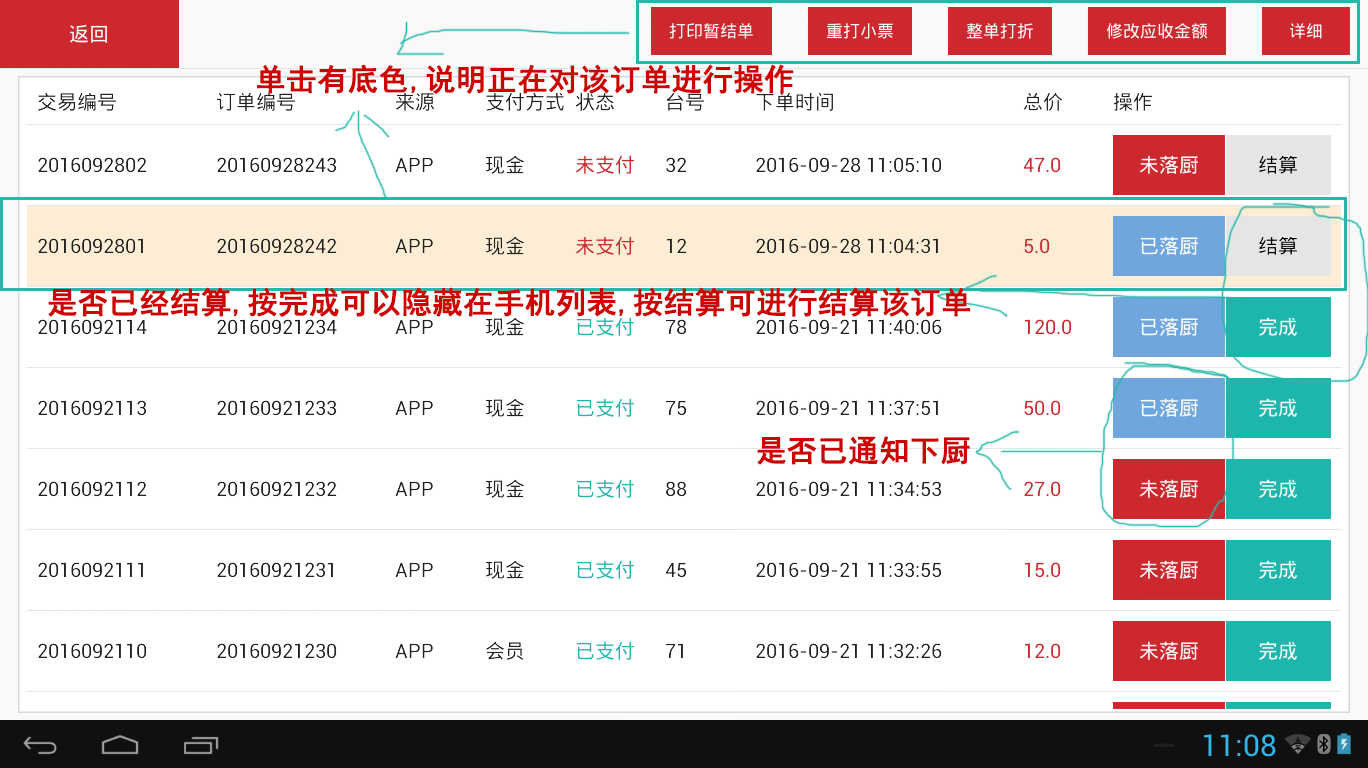 返回 打印暂结单 重打小票 整单打折 修改应收金额 详细
单击有底色,说明正在对该订单进行操作
交易编号 订单编号 来源 支付方式 状态 台号 下单时间 总价 操作
2016092802 20160928243 APP 现金 未支付 32 2016-09-28 11:05:10 47.0 未落厨 结算
2016092801 20160928242 APP 现金 未支付 12 2016-09-28 11:04:31 5.0 已落厨 结算
是否已经结算,按完成可以隐藏在手机列表,按结算可进行结算该订单
2016092114 20160921234 APP 现金 已支付 78 2016-09-21 11:40:06 120.0 已落厨 完成
2016092113 20160921233 APP 现金 已支付 75 2016-09-21 11:37:51 50.0 已落厨 完成
是否已通知下厨
2016092112 20160921232 APP 现金 已支付 88 2016-09-21 11:34:53 27.0 未落厨 完成
2016092111 20160921231 APP 现金 已支付 45 2016-09-21 11:33:55 15.0 未落厨 完成
2016092110 20160921230 APP 会员 已支付 71 2016-09-21 11:32:26 12.0 未落厨 完成
11:08